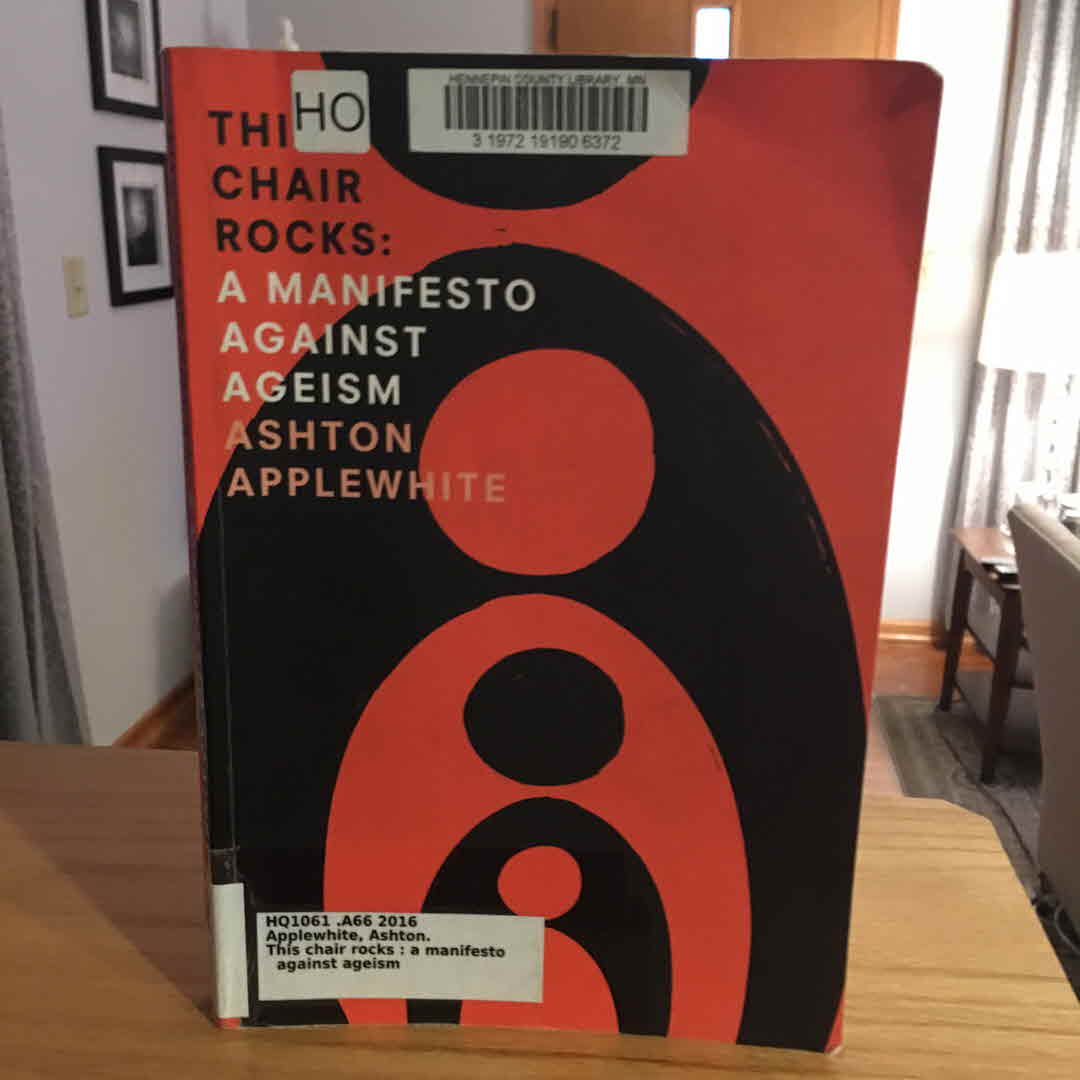 HO
HENNEPIN COUNTY LIBRARY, MN
3 1972 19190 6372
THI
CHAIR
ROCKS:
A MANIFESTO
AGAINST
AGEISM
ASHTON
APPLEWHITE
HQ1061 .A66 2016
Applewhite, Ashton.
This chair rocks : a manifesto
against ageism